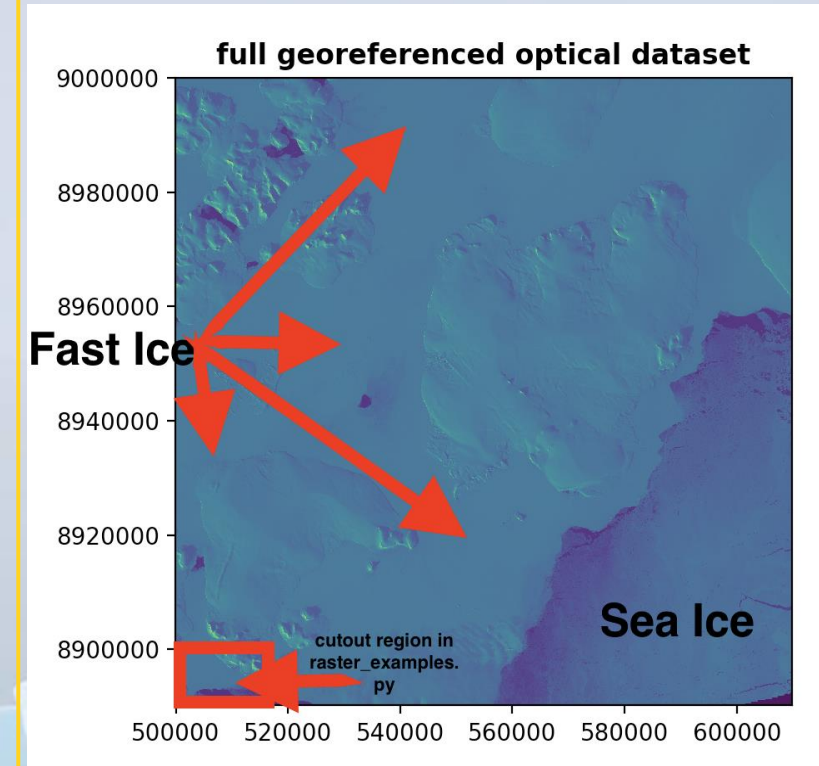 full georeferenced optical dataset
9000000
8980000
8960000
Fast Ice
8940000
8920000
Sea Ice
cutout region in
raster_examples.
py
8900000
500000 520000 540000 560000 580000 600000